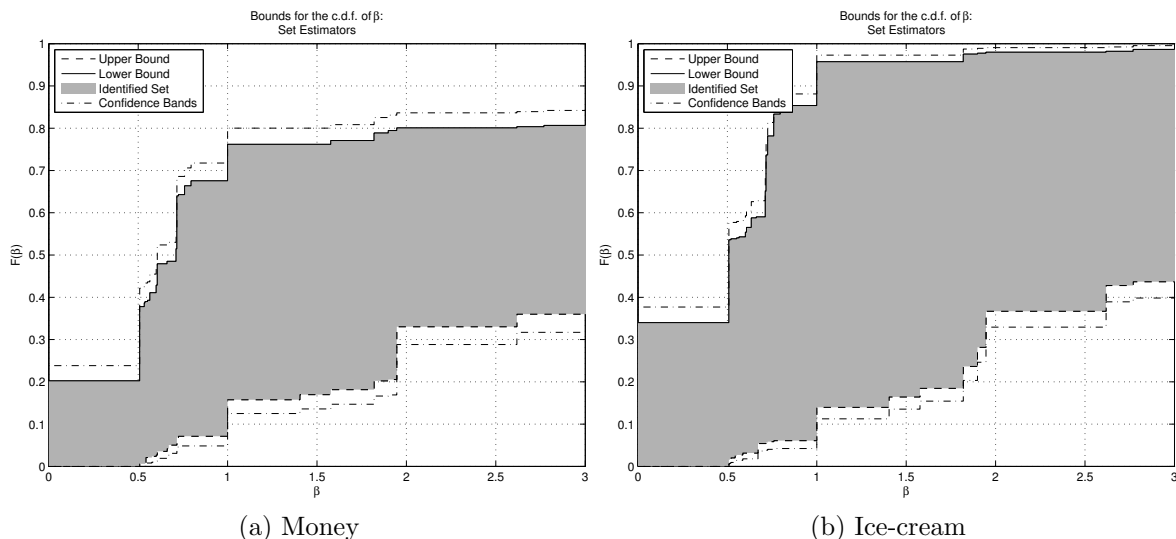 Bounds for the c.d.f. of β:
Set Estimators
1
0.9
0.8
0.7
0.6
0.5
0.4
0.3
0.2
0.1
0
F(β)
Upper Bound
Lower Bound
Identified Set
Confidence Bands
0 0.5 1 1.5 2 2.5 3
β
(a) Money
Bounds for the c.d.f. of β:
Set Estimators
1
0.9
0.8
0.7
0.6
0.5
0.4
0.3
0.2
0.1
0
F(β)
Upper Bound
Lower Bound
Identified Set
Confidence Bands
0 0.5 1 1.5 2 2.5 3
β
(b) Ice-cream